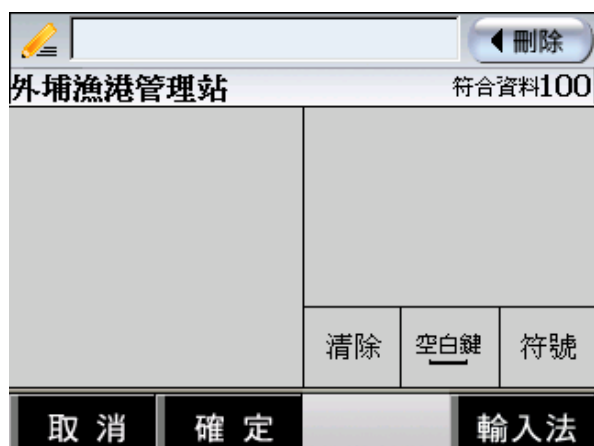 刪除
外埔漁港管理站 符合資料100
清除 空白鍵 符號
取消 確定 輸入法